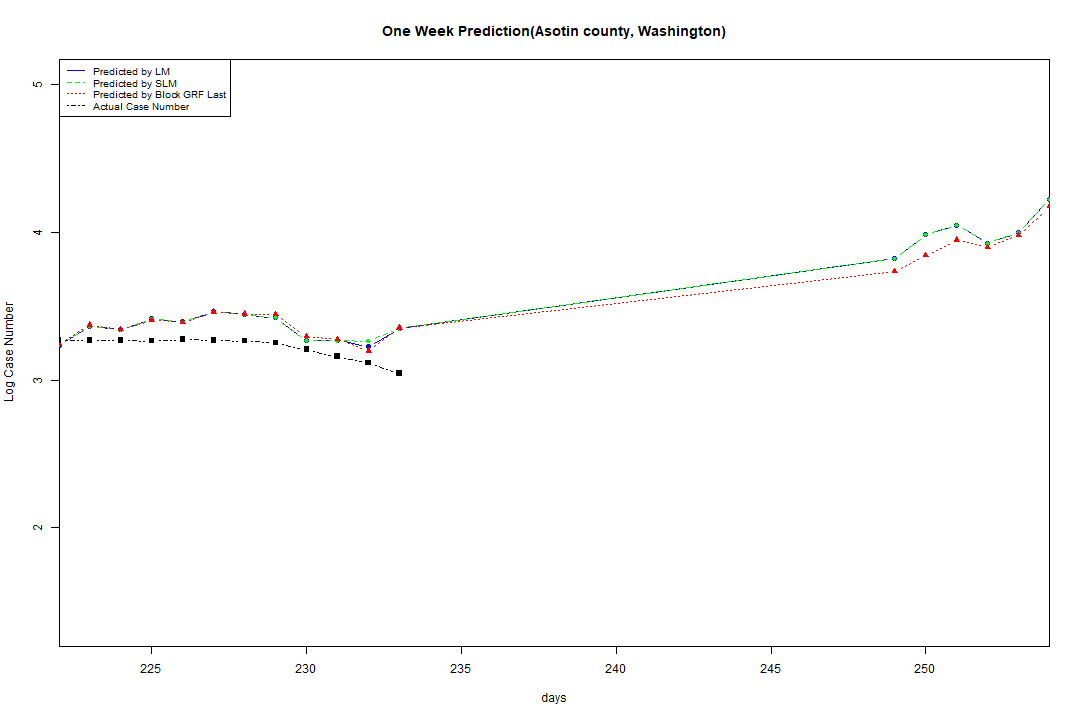 One Week Prediction(Asotin county, Washington)
Predicted by LM
Predicted by SLM
Predicted by Block GRF Last
Actual Case Number
5
4
3
2
Log Case Number
225
230
235
240
245
250
days